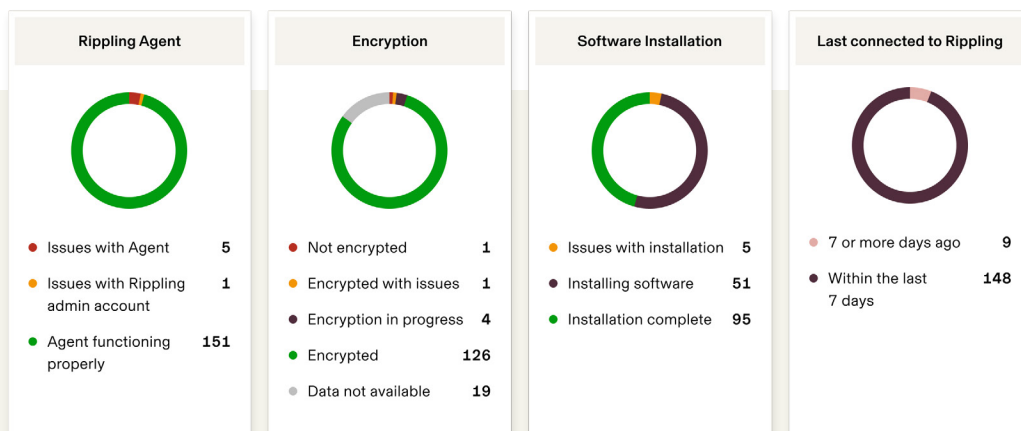 Rippling Agent
Issues with Agent 5
Issues with Rippling 1
admin account
Agent functioning 151
properly
Encryption
Not encrypted 1
Encrypted with issues 1
Encryption in progress 4
Encrypted 126
Data not available 19
Software Installation
Issues with installation 5
Installing software 51
Installation complete 95
Last connected to Rippling
7 or more days ago 9
Within the last 148
7 days